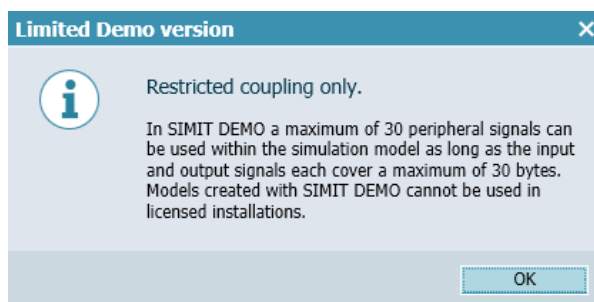 Limited Demo version
Restricted coupling only.
In SIMIT DEMO a maximum of 30 peripheral signals can
be used within the simulation model as long as the input
and output signals each cover a maximum of 30 bytes.
Models created with SIMIT DEMO cannot be used in
licensed installations.
OK